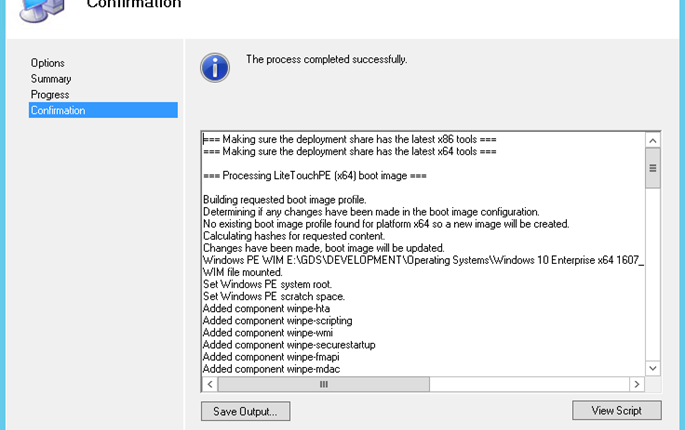 Confirmation
Options
Summary
Progress
Confirmation
The process completed successfully.
=== Making sure the deployment share has the latest x86 tools ===
=== Making sure the deployment share has the latest x64 tools ===
=== Processing LiteTouchPE (x64) boot image ===
Building requested boot image profile.
Determining if any changes have been made in the boot image configuration.
No existing boot image profile found for platform x64 so a new image will be created.
Calculating hashes for requested content.
Changes have been made, boot image will be updated.
Windows PE WIM E:\GDS\DEVELOPMENT\Operating Systems\Windows 10 Enterprise x64 1607_
WIM file mounted.
Set Windows PE system root.
Set Windows PE scratch space.
Added component winpe-hta
Added component winpe-scripting
Added component winpe-wmi
Added component winpe-securestartup
Added component winpe-fmapi
Added component winpe-mdac
Save Output...
View Script